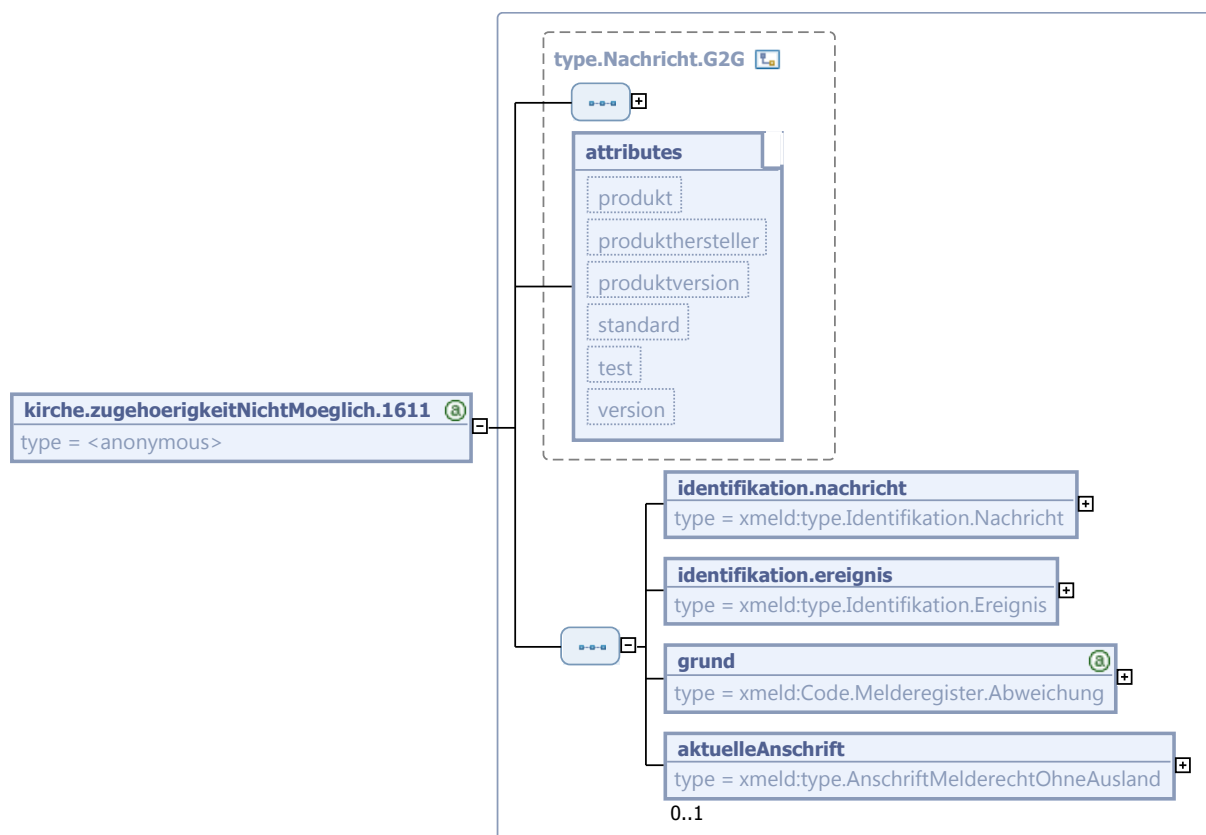 type.Nachricht.G2G
attributes
produkt
produkthersteller
produktversion
standard
test
version
kirche.zugehoerigkeitNichtMoeglich.1611 a
type = <anonymous>
identifikation.nachricht
type = xmeld:type.Identifikation.Nachricht
identifikation.ereignis
type = xmeld:type.Identifikation.Ereignis
grund a
type = xmeld:Code.Melderegister.Abweichung
aktuelleAnschrift
type = xmeld:type.AnschriftMelderechtOhneAusland
0..1